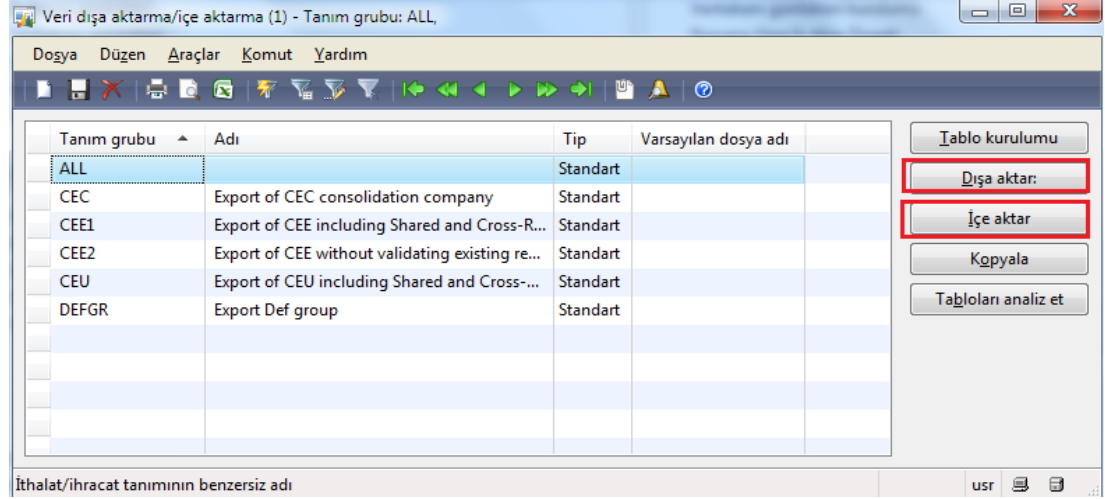 Veri dışa aktarma/içe aktarma (1) - Tanım grubu: ALL,
Dosya Düzen Araçlar Komut Yardım
Tanım grubu Adı Tip Varsayılan dosya adı
ALL Standart
CEC Export of CEC consolidation company Standart
CEE1 Export of CEE including Shared and Cross-R... Standart
CEE2 Export of CEE without validating existing re... Standart
CEU Export of CEU including Shared and Cross-... Standart
DEFGR Export Def group Standart
Tablo kurulumu
Dışa aktar:
İçe aktar
Kopyala
Tabloları analiz et
İthalat/ihracat tanımının benzersiz adı
usr